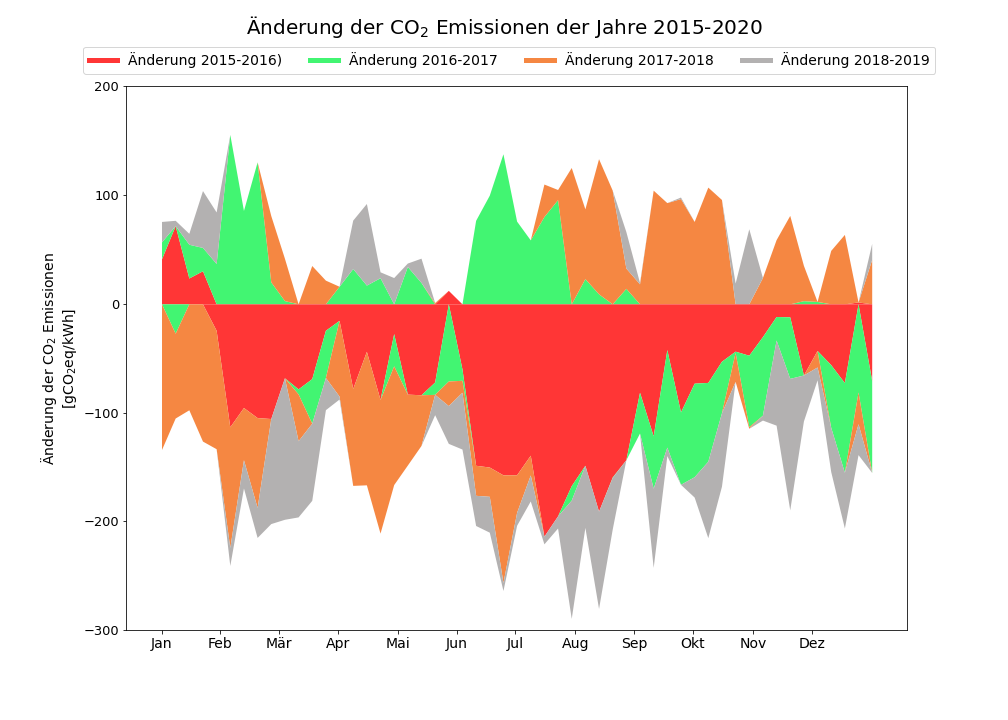 Änderung der CO₂ Emissionen der Jahre 2015-2020
Änderung 2015-2016) Änderung 2016-2017 Änderung 2017-2018 Änderung 2018-2019
200
100
0
−100
−200
−300
Änderung der CO₂ Emissionen
[gCO₂eq/kWh]
Jan Feb Mär Apr Mai Jun Jul Aug Sep Okt Nov Dez